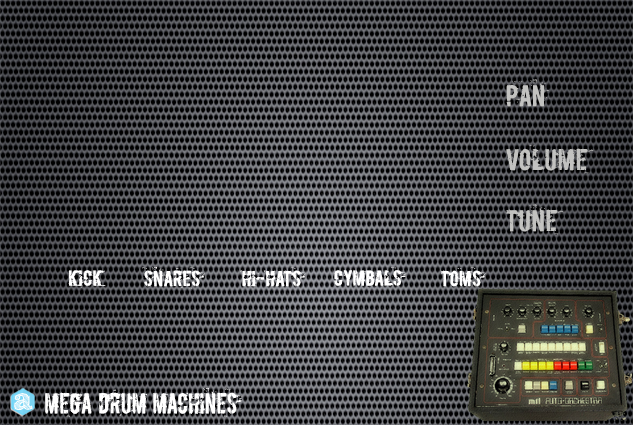 PAN
VOLUME
TUNE
KICK SNARES HI-HATS CYMBALS TOMS
MEGA DRUM MACHINES